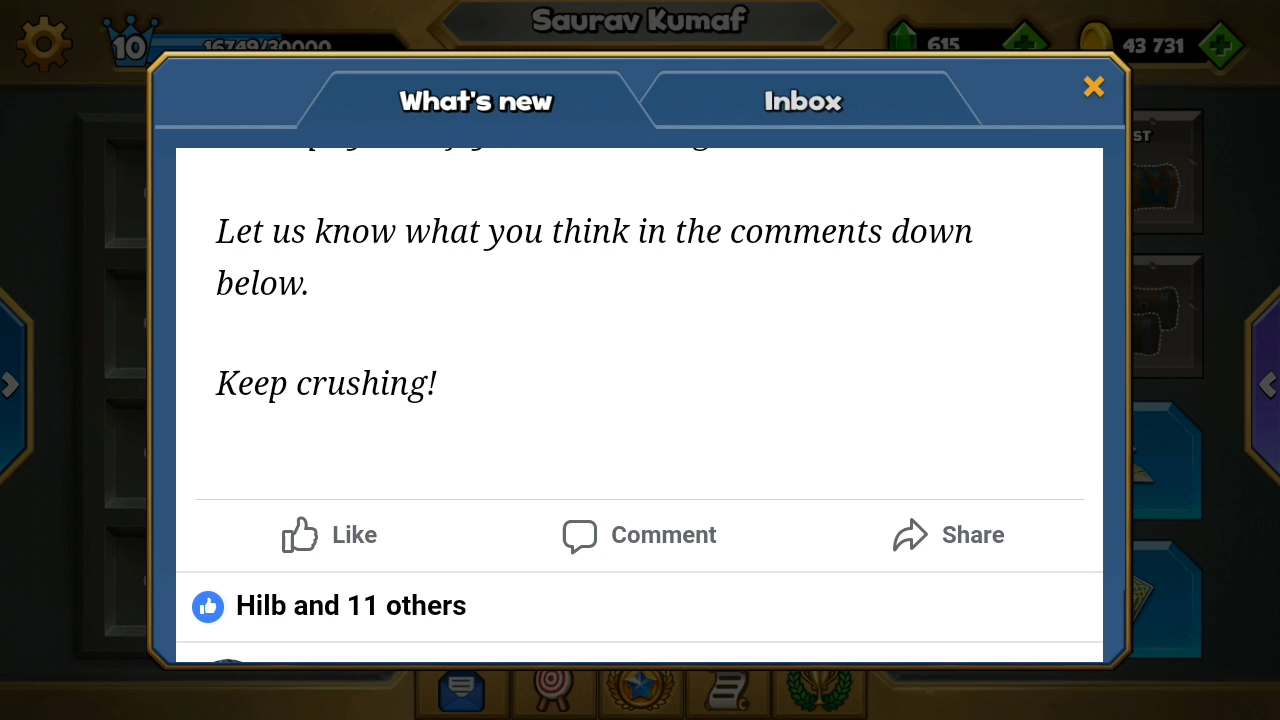 Saurav Kumaf
10
16749/30000
615
43 731
What's new
Inbox
ST
Let us know what you think in the comments down
below.
Keep crushing!
Like
Comment
Share
Hilb and 11 others